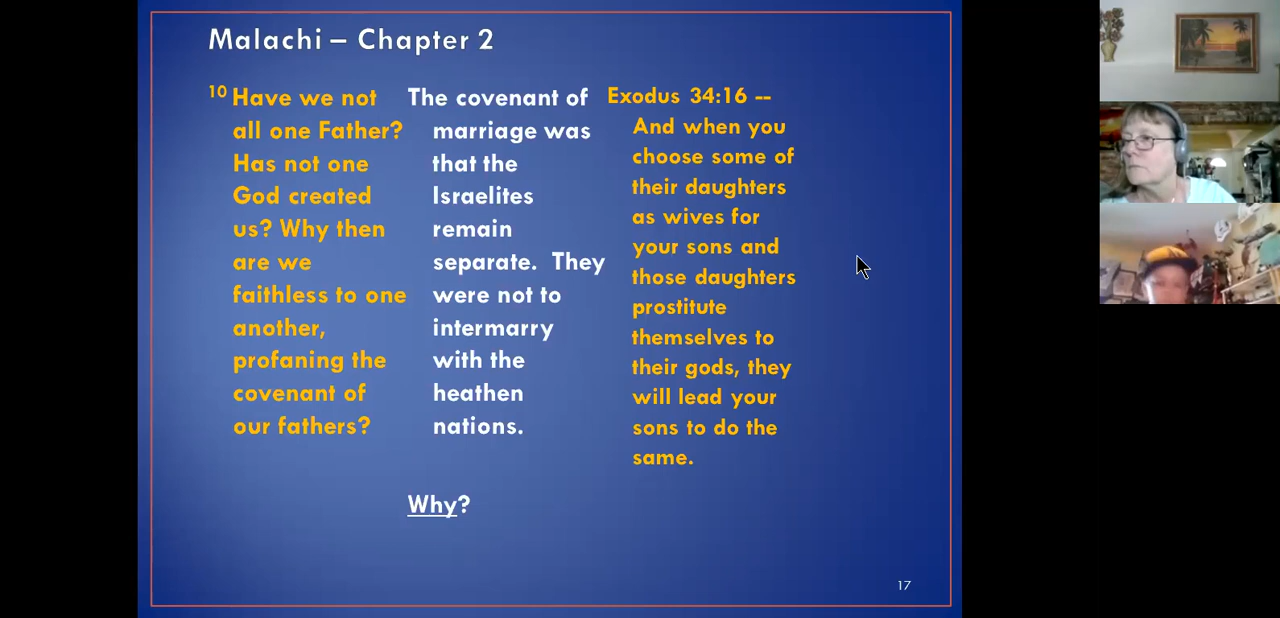 Malachi – Chapter 2
10 Have we not
all one Father?
Has not one
God created
us? Why then
are we
faithless to one
another,
profaning the
covenant of
our fathers?
The covenant of
marriage was
that the
Israelites
remain
separate.  They
were not to
intermarry
with the
heathen
nations.
Why?
Exodus 34:16 --
And when you
choose some of
their daughters
as wives for
your sons and
those daughters
prostitute
themselves to
their gods, they
will lead your
sons to do the
same.
17